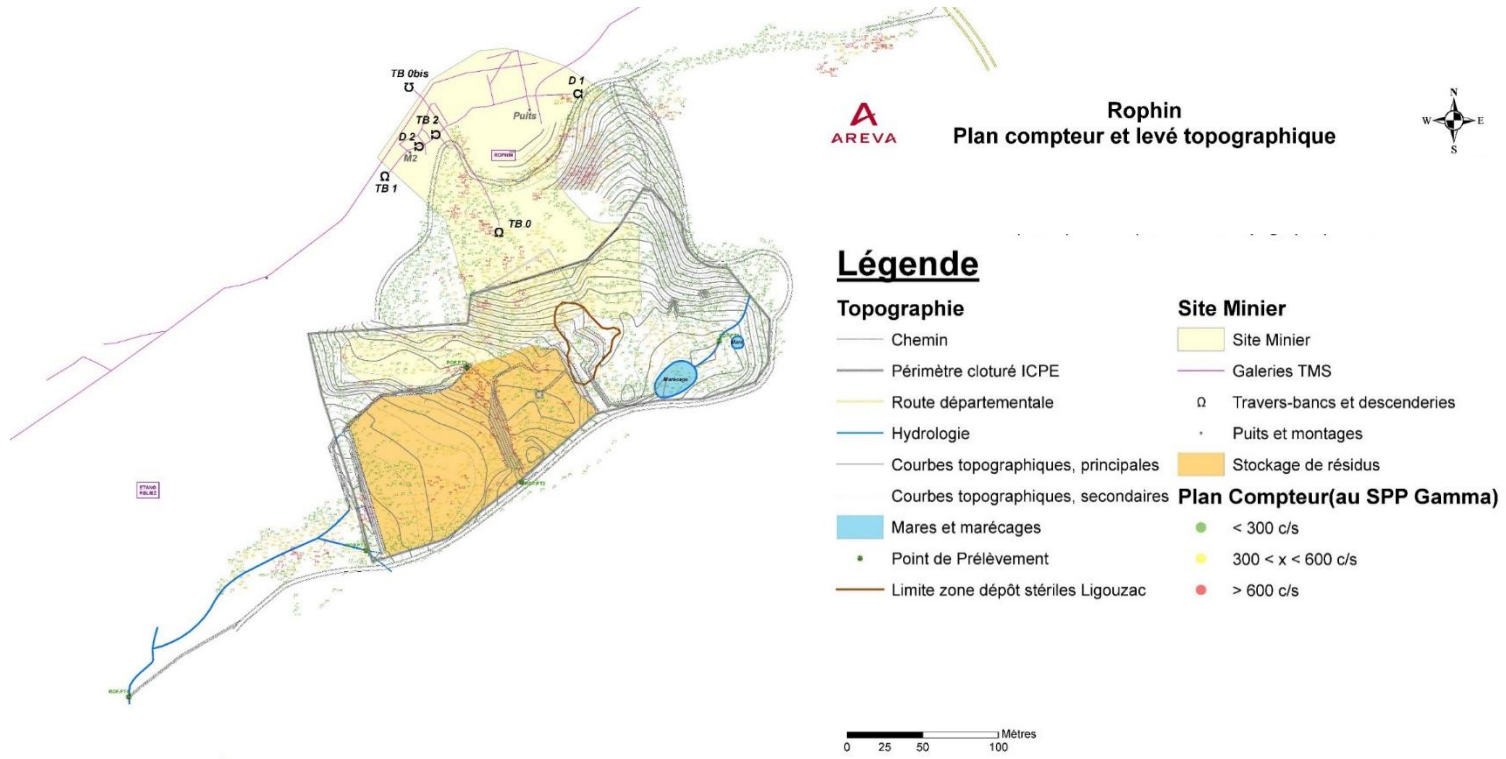 TB 0bis
D 1
TB 2
Puits
D 2
M2
ROPHIN
TB 1
TB 0
Mare
Marécage
ETANG
AREVA
Rophin
Plan compteur et levé topographique
N
W
E
S
Légende
Topographie
Chemin
Périmètre cloturé ICPE
Route départementale
Hydrologie
Courbes topographiques, principales
Courbes topographiques, secondaires
Mares et marécages
Point de Prélèvement
Limite zone dépôt stériles Ligouzac
Site Minier
Site Minier
Galeries TMS
Travers-bancs et descenderies
Puits et montages
Stockage de résidus
Plan Compteur(au SPP Gamma)
< 300 c/s
300 < x < 600 c/s
> 600 c/s
Mètres
0 25 50 100